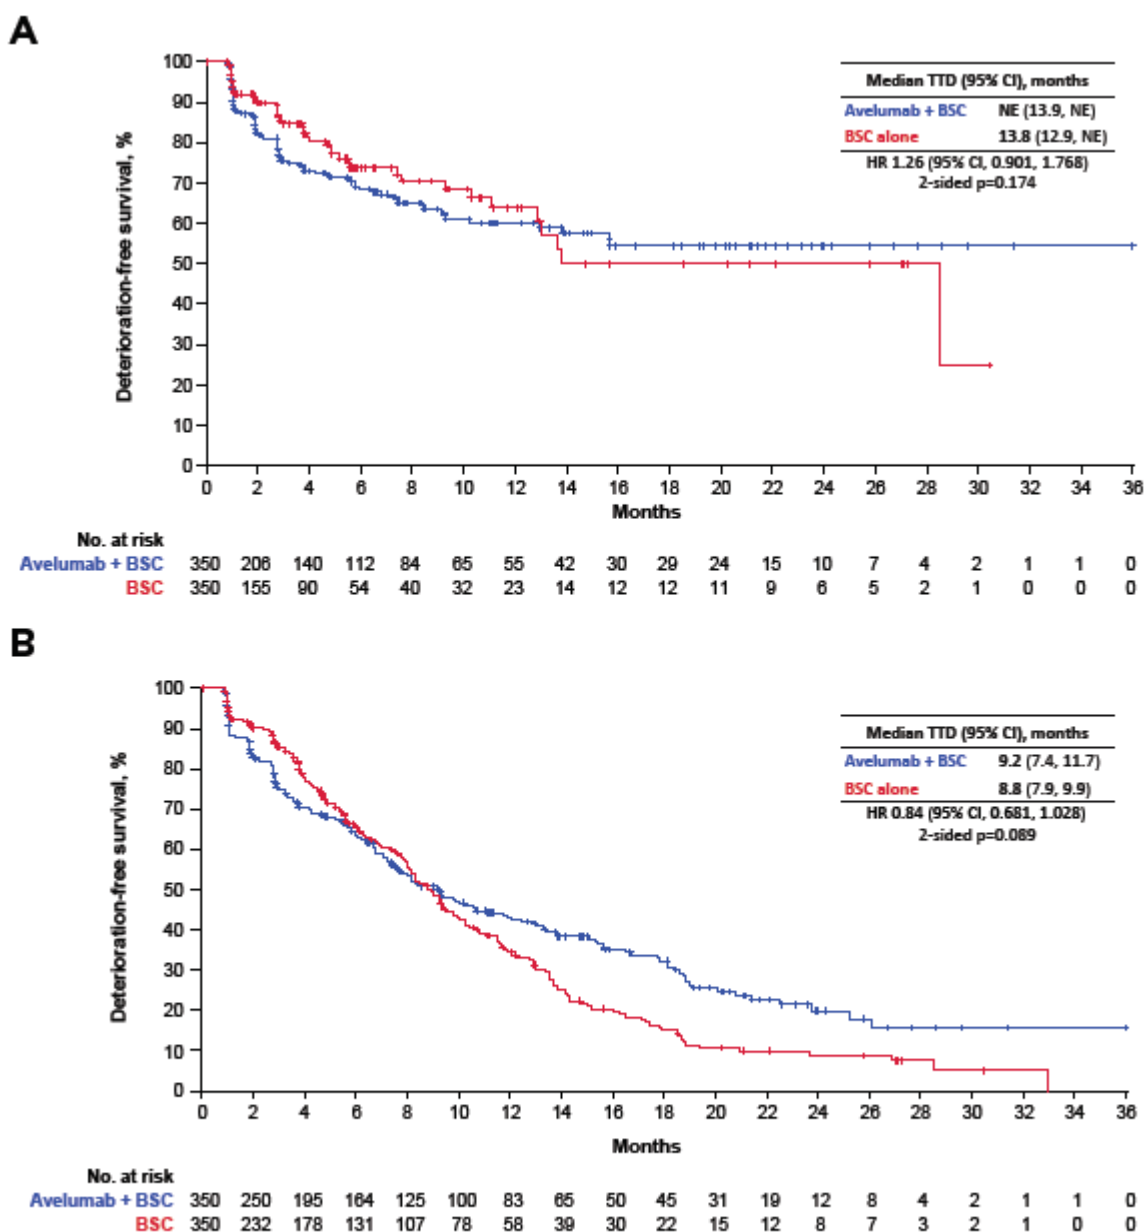 A
Deterioration-free survival, %
100
90
80
70
60
50
40
30
20
10
0
0 2 4 6 8 10 12 14 16 18 20 22 24 26 28 30 32 34 36
Months
Median TTD (95% CI), months
Avelumab + BSC NE (13.9, NE)
BSC alone 13.8 (12.9, NE)
HR 1.26 (95% CI, 0.901, 1.768)
2-sided p=0.174
No. at risk
Avelumab + BSC 350 206 140 112 84 65 55 42 30 29 24 15 10 7 4 2 1 1 0
BSC 350 155 90 54 40 32 23 14 12 12 11 9 6 5 2 1 0 0 0
B
Deterioration-free survival, %
100
90
80
70
60
50
40
30
20
10
0
0 2 4 6 8 10 12 14 16 18 20 22 24 26 28 30 32 34 36
Months
Median TTD (95% CI), months
Avelumab + BSC 9.2 (7.4, 11.7)
BSC alone 8.8 (7.9, 9.9)
HR 0.84 (95% CI, 0.681, 1.028)
2-sided p=0.089
No. at risk
Avelumab + BSC 350 250 195 164 125 100 83 65 50 45 31 19 12 8 4 2 1 1 0
BSC 350 232 178 131 107 78 58 39 30 22 15 12 8 7 3 2 1 0 0